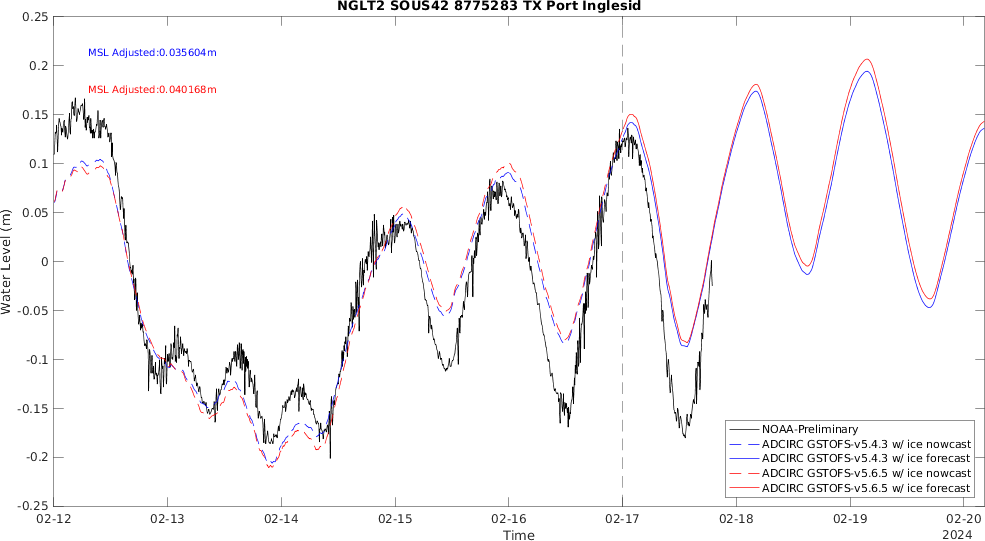 NGLT2 SOUS42 8775283 TX Port Inglesid
MSL Adjusted:0.035604m
MSL Adjusted:0.040168m
Water Level (m)
0.25
0.2
0.15
0.1
0.05
0
-0.05
-0.1
-0.15
-0.2
-0.25
NOAA-Preliminary
ADCIRC GSTOFS-v5.4.3 w/ ice nowcast
ADCIRC GSTOFS-v5.4.3 w/ ice forecast
ADCIRC GSTOFS-v5.6.5 w/ ice nowcast
ADCIRC GSTOFS-v5.6.5 w/ ice forecast
02-12 02-13 02-14 02-15 02-16 02-17 02-18 02-19 02-20
Time
2024